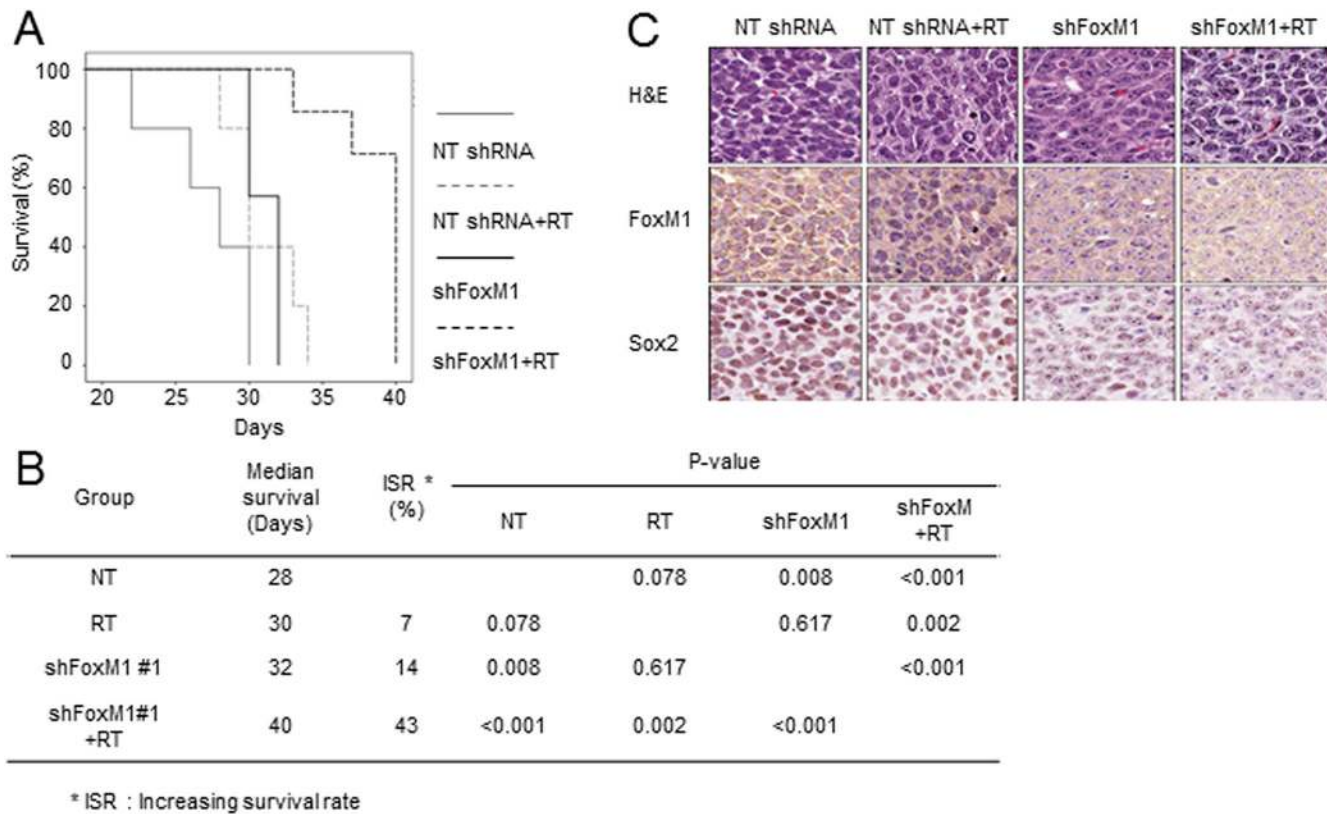 A
Survival (%)
100
80
60
40
20
0
20 25 30 35 40
Days
NT shRNA
NT shRNA+RT
shFoxM1
shFoxM1+RT
C
NT shRNA NT shRNA+RT shFoxM1 shFoxM1+RT
H&E
FoxM1
Sox2
B
Group Median survival (Days) ISR * (%) P-value
NT RT shFoxM1 shFoxM +RT
NT 28 0.078 0.008 <0.001
RT 30 7 0.078 0.617 0.002
shFoxM1 #1 32 14 0.008 0.617 <0.001
shFoxM1#1 +RT 40 43 <0.001 0.002 <0.001
* ISR : Increasing survival rate